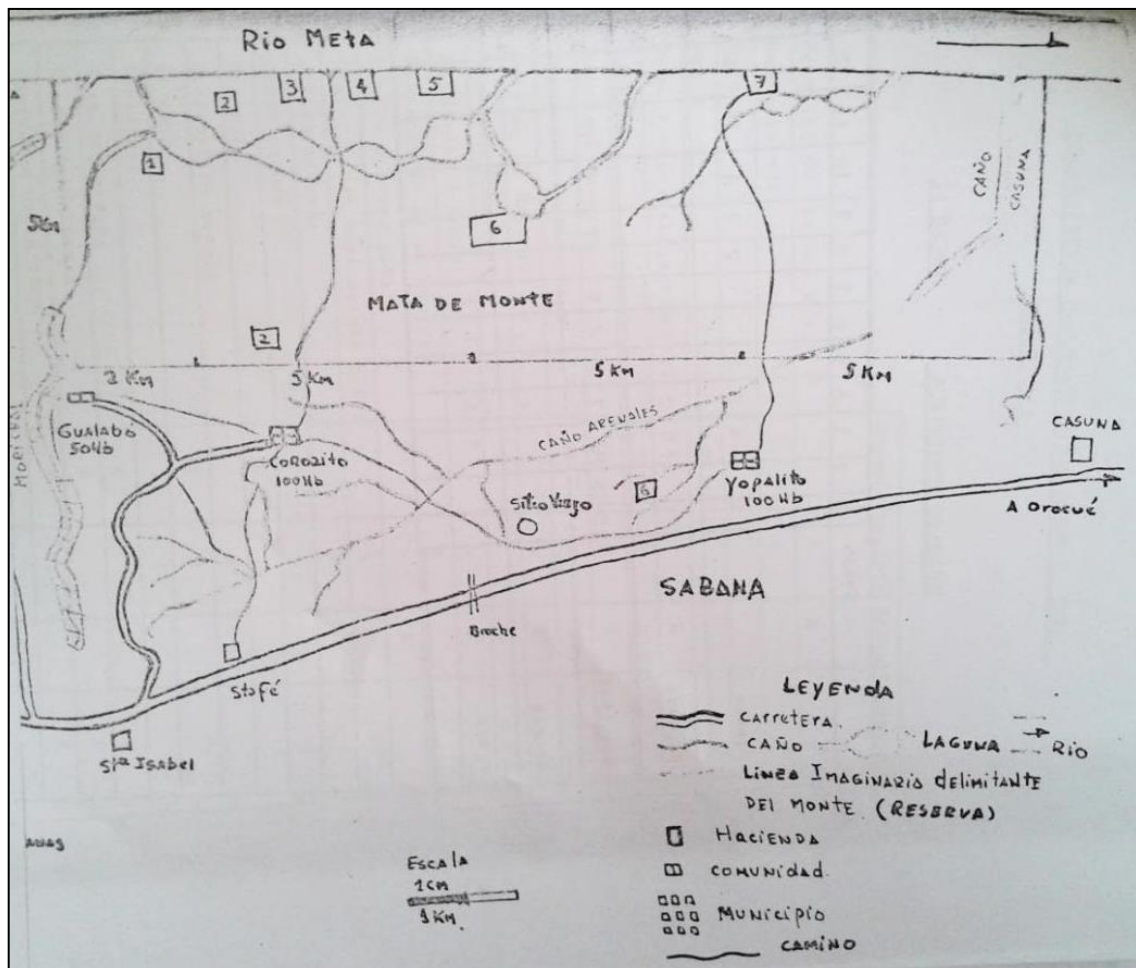 Rio META
2
3
4
5
7
1
CAÑO
CASUNA
5Km
6
MATA DE MONTE
2
2 Km
5 Km
5 Km
5 Km
GUALABÓ
50Hb
CAÑO ARENALES
CASUNA
COROZITO
100Hb
6
YOPALITO
100Hb
Sitio Viejo
A Orocué
SABANA
Broche
Sta Fé
Sta Isabel
LEYENDA
CARRETERA
CAÑO
LAGUNA
RIO
LINEA IMAGINARIA DELIMITANTE
DEL MONTE. (RESERVA)
HACIENDA
COMUNIDAD.
MUNICIPIO
CAMINO
ESCALA
1cm
1Km